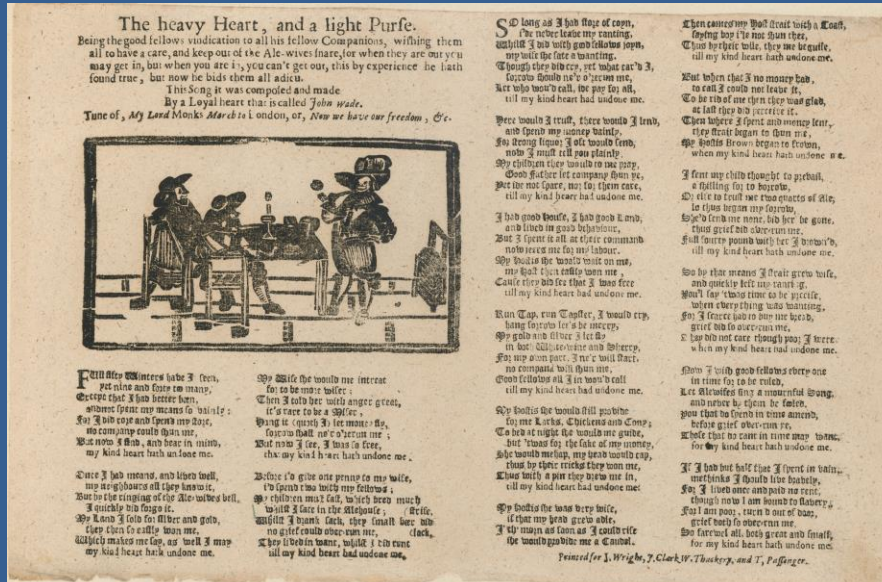 The heavy Heart, and a light Purse.
Being the good fellows vindication to all his fellow Companions, wishing them
all to have a care, and keep out of the Ale-wives snare, for when they are out you
may get in, but when you are in, you can't get out, this by experience he hath
found true, but now he bids them all adieu.
This Song it was composed and made
By a Loyal heart that is called John Wade.
Tune of, My Lord Monks March to London, or, Now we have our freedom, &c.
FUll fifty Winters have I seen,
yet nine and forty to many,
Except that I had better been,
and not spent my means so vainly:
For I did rore and spend my store,
no company could shun me,
But now I find, and bear in mind,
my kind heart hath undone me.
Once I had means, and lived well,
my neighbours all they know it,
But by the ringing of the Ale-wives bell,
I quickly did forgo it.
My Land I sold for silver and gold,
they then so easily won me,
Which makes me say, as well I may
my kind heart hath undone me.
My Wife she would me intreat
for to be more wiser:
Then I told her with anger great,
it's rare to be a Miser,
Hang it (quoth I) let money fly,
sorrow shall ne'r o'rerun me:
But now I see, I was so free,
that my kind heart hath undone me.
Before i'd give one penny to my wife,
i'd spend two with my fellows;
My children must fast, which bred much
whilst I sate in the Alehouse; strife.
Whilst I drank sack, they small beer did
no grief could over-run me, clack,
They lived in want, whilst I did rant
till my kind heart had undone me.
SO long as I had store of coyn,
i'de never leave my ranting.
Whilst I did with good fellows joyn,
my wife she sate a wanting.
Though they did cry, yet what car'd I,
sorrow should ne'r o'rerun me,
Let who would call, ide pay for all,
till my kind heart had undone me.
Here would I trust, there would I lend,
and spend my money vainly,
For strong liquor I oft would send,
now I must tell you plainly.
My children they would to me pray,
Good Father let company shun ye,
Yet ide not spare, nor for them care,
till my kind heart had undone me.
I had good House, I had good Land,
and lived in good behaviour,
But I spent it all at their command
now jeers me for my labour.
My Hostis she would wait on me,
my Host then easily won me,
Cause they did see that I was free
till my kind heart had undone me.
Run Tap, run Tapster, I would cry,
hang sorrow let's be merry,
My gold and silver I let fly
in both White-wine and Sherry,
For my own part, I ne'r will start,
no company will shun me,
Good fellows all I in wou'd call
till my kind heart had undone me.
My hostis she would still provide
for me Larks, Chickens and Cony;
To bed at night she would me guide,
but 'twas for the sake of my money,
She would me hap, my head would cap,
thus by their tricks they won me,
Thus with a pin they drew me in,
till my kind heart had undone me.
My hostis she was very wise,
if that my head grew adle,
I'th morn as soon as I could rise
she would provide me a Caudel.
Then comes my Host strait with a Toast,
saying boy i'le not shun thee,
Thus by their wile, they me beguile,
till my kind heart had undone me.
But when that I no money had,
to call I could not leave it,
To be rid of me then they was glad,
at last they did perceive it.
Then where I spent and money lent,
they strait began to shun me,
My Hostis Brown began to frown,
when my kind heart hath undone me.
I sent my child thought to prevail,
a shilling for to borrow,
Or else to trust me two quarts of Ale;
lo thus began my sorrow,
She'd send me none, bid her be gone,
thus grief did over-run me,
Full fourty pound with her I drown'd,
till my kind heart had undone me.
So by that means I strait grew wise,
and quickly left my ranting.
You'l say 'twas time to be precise,
when every thing was wanting,
For I scarce had to buy me bread,
grief did so over-run me,
They did not care though poor I were,
when my kind heart had undone me.
Now I wish good fellows every one
in time for to be ruled,
Let Alewifes sing a mournful Song,
and never by them be fooled,
You that do spend in time amend,
before grief over-run ye,
Those that no cant in time may want,
for my kind heart had undone me.
If I had but half that I spent in vain,
methinks I should live bravely,
For I lived once and paid no rent,
though now I am bound to slavery;
For I am poor, turn'd out of door,
grief doth so over-run me.
So farewel all, both great and small,
for my kind heart had undone me.
Printed for J. Wright, J. Clark, W. Thackery, and T, Passenger.